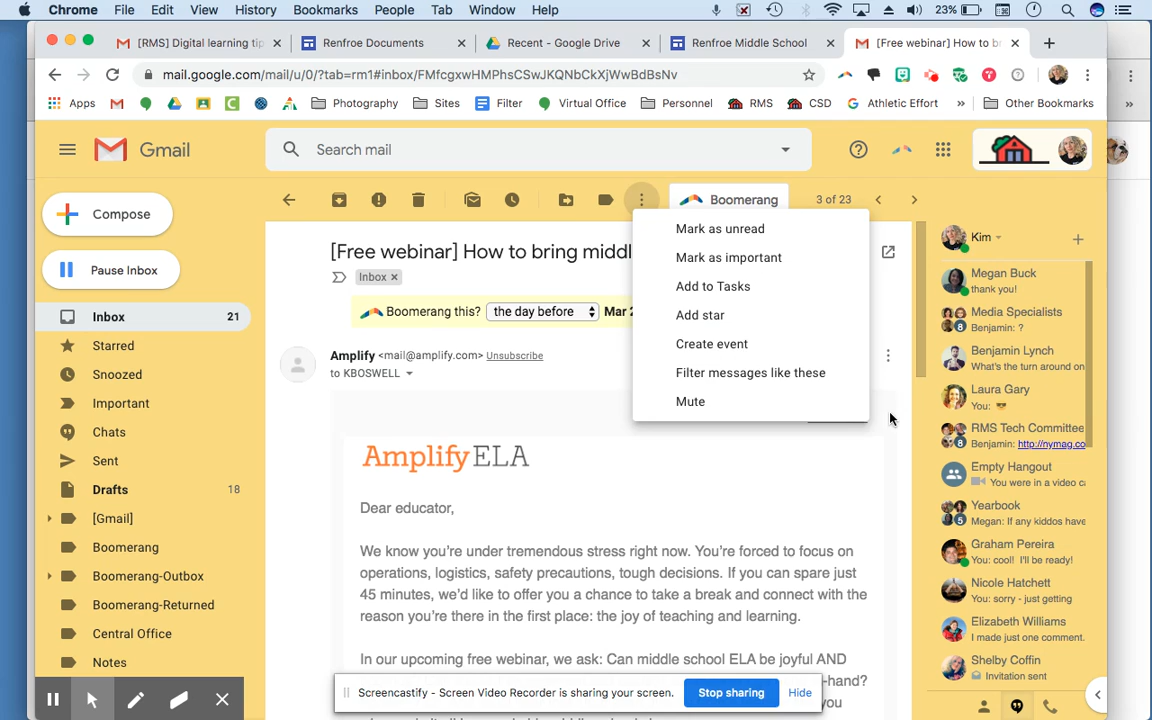 Chrome File Edit View History Bookmarks People Tab Window Help 23%
[RMS] Digital learning tip
Renfroe Documents
Recent - Google Drive
Renfroe Middle School
[Free webinar] How to br
mail.google.com/mail/u/0/?tab=rm1#inbox/FMfcgxwHMPhsCSwJKQNbCkXjWwBdBsNv
Apps Photography Sites Filter Virtual Office Personnel RMS CSD Athletic Effort » Other Bookmarks »
Gmail
Search mail
Compose
Pause Inbox
Inbox 21
Starred
Snoozed
Important
Chats
Sent
Drafts 18
[Gmail]
Boomerang
Boomerang-Outbox
Boomerang-Returned
Central Office
Notes
Boomerang
3 of 23
[Free webinar] How to bring middl
Inbox ×
Boomerang this? the day before Mar 2
Amplify <mail@amplify.com> Unsubscribe
to KBOSWELL
Mark as unread
Mark as important
Add to Tasks
Add star
Create event
Filter messages like these
Mute
Amplify ELA
Dear educator,
We know you're under tremendous stress right now. You're forced to focus on
operations, logistics, safety precautions, tough decisions. If you can spare just
45 minutes, we'd like to offer you a chance to take a break and connect with the
reason you're there in the first place: the joy of teaching and learning.
In our upcoming free webinar, we ask: Can middle school ELA be joyful AND
-hand?
you
Screencastify - Screen Video Recorder is sharing your screen. Stop sharing Hide
Kim
Megan Buck
thank you!
Media Specialists
8 Benjamin: ?
Benjamin Lynch
What's the turn around on
Laura Gary
You: 😎
RMS Tech Committee
8 Benjamin: http://nymag.co
Empty Hangout
You were in a video ca
Yearbook
5 Megan: If any kiddos have
Graham Pereira
You: cool! I'll be ready!
Nicole Hatchett
You: sorry - just getting
Elizabeth Williams
I made just one comment.
Shelby Coffin
Invitation sent